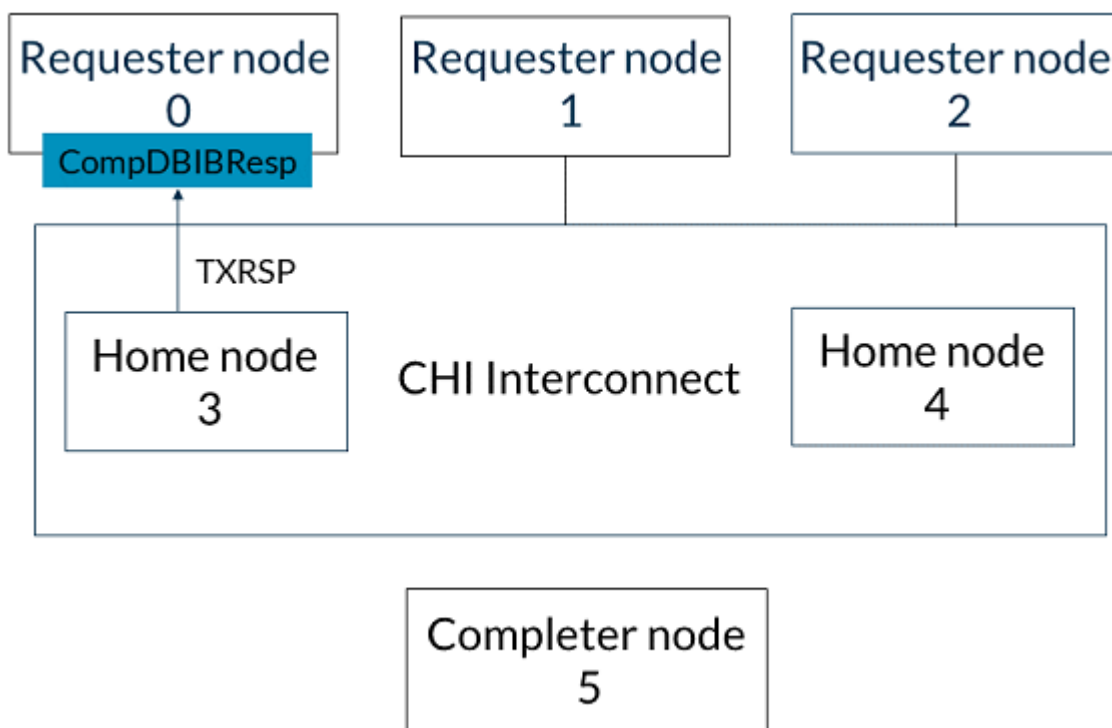 Requester node
0
Requester node
1
Requester node
2
CompDBIBResp
TXRSP
Home node
3
CHI Interconnect
Home node
4
Completer node
5